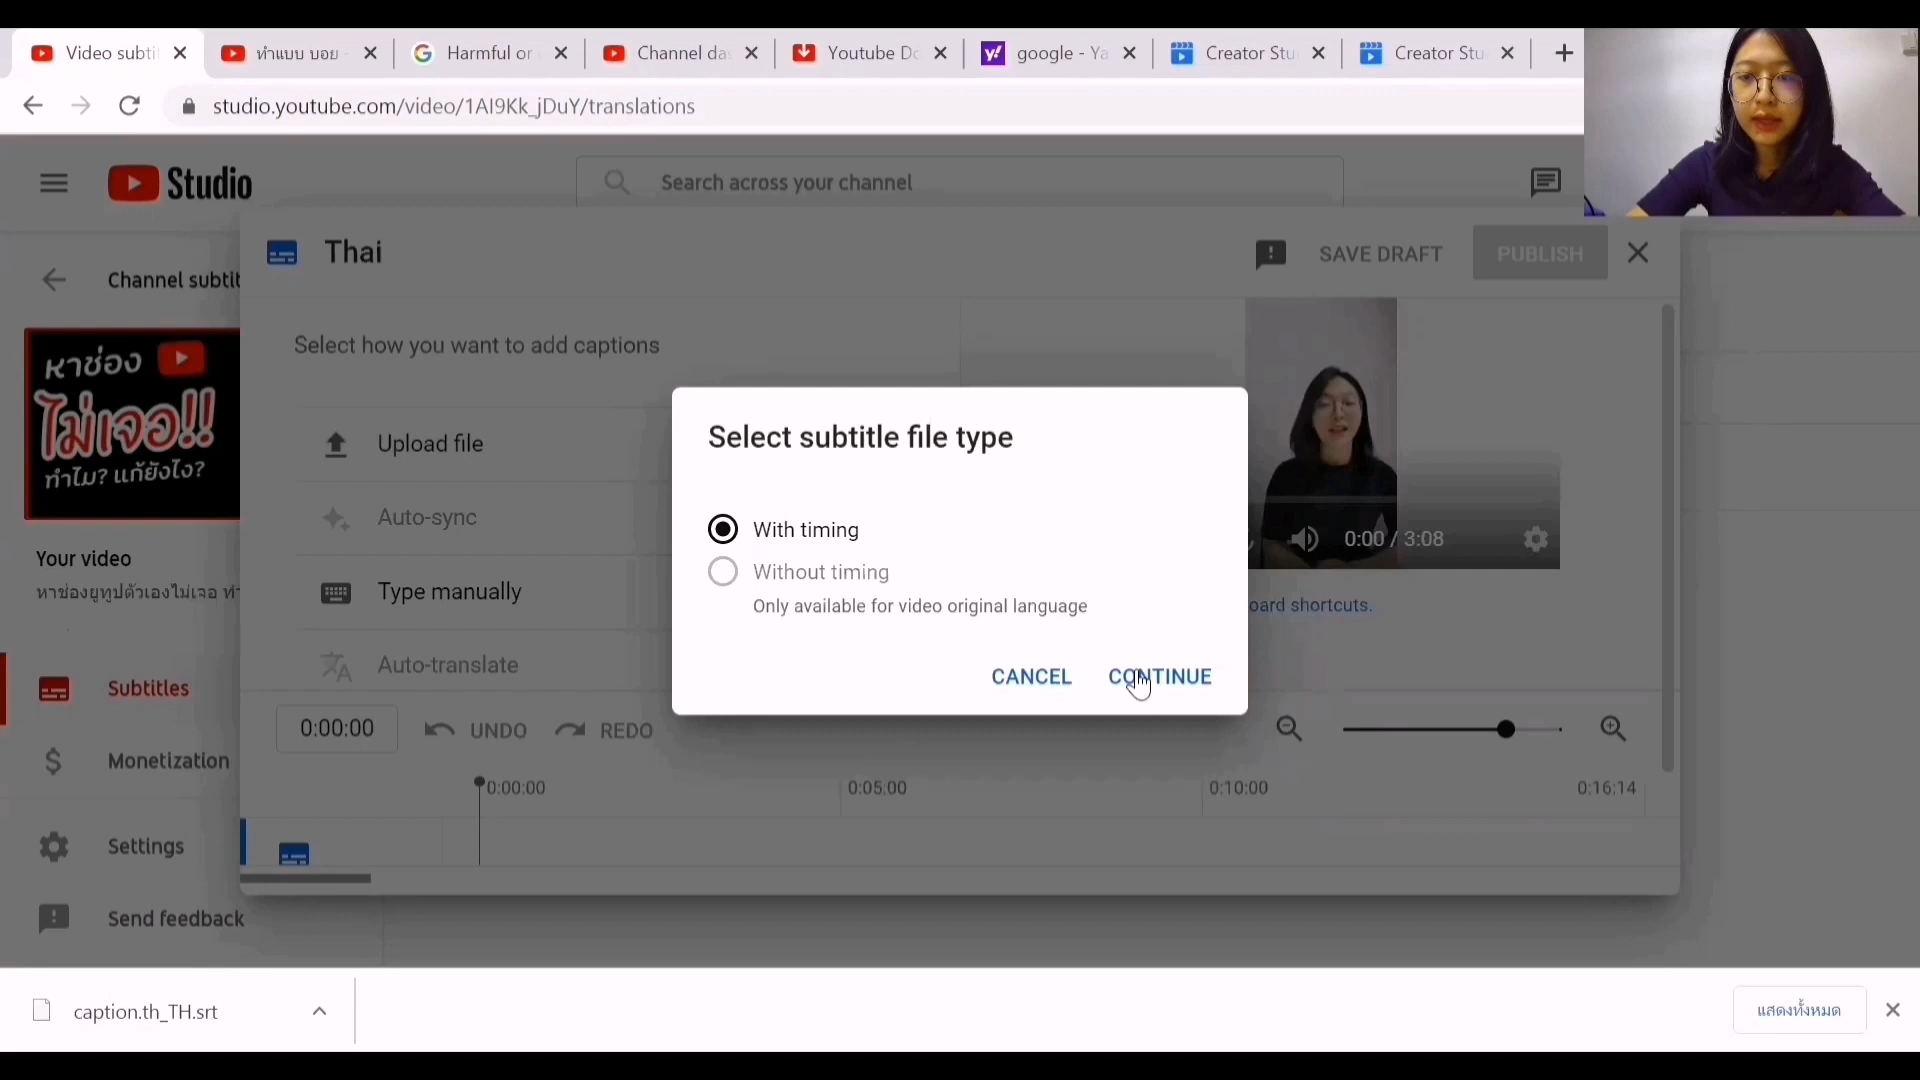 Video subti
ทำแบบ บอย -
Harmful or
Channel da
Youtube Do
google - Ya
Creator Stu
Creator Stu
studio.youtube.com/video/1AI9Kk_jDuY/translations
Studio
Search across your channel
Thai
SAVE DRAFT
PUBLISH
Channel subtit
Select how you want to add captions
หาช่อง
ไม่เจอ!!
ทำไม? แก้ยังไง?
Upload file
Auto-sync
Type manually
Auto-translate
Select subtitle file type
With timing
Without timing
Only available for video original language
CANCEL
CONTINUE
0:00 / 3:08
oard shortcuts.
Your video
หาช่องยูทูปตัวเองไม่เจอ ทำ
Subtitles
Monetization
Settings
Send feedback
0:00:00
UNDO
REDO
0:00:00
0:05:00
0:10:00
0:16:14
caption.th_TH.srt
แสดงทั้งหมด